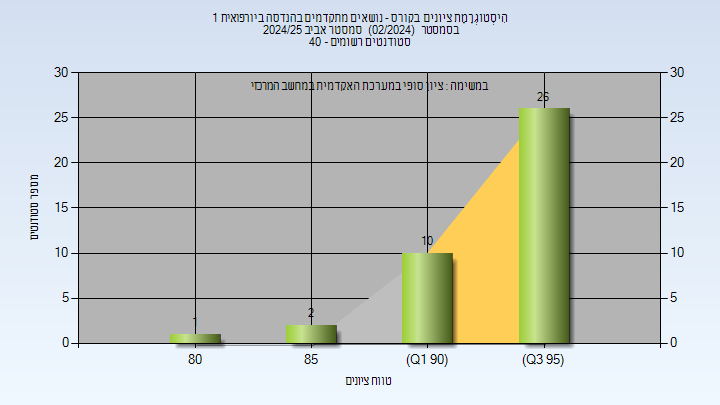 היסטוגרמת ציונים בקורס - נושאים מתקדמים בהנדסה ביורפואית 1
בסמסטר (02/2024) סמסטר אביב 2024/25
סטודנטים רשומים - 40
במשימה : ציון סופי במערכת האקדמית במחשב המרכזי
30 30
25 25
20 20
15 15
10 10
5 5
0 0
1 2 10 26
מספר סטודנטים
80 85 (Q1 90) (Q3 95)
טווח ציונים